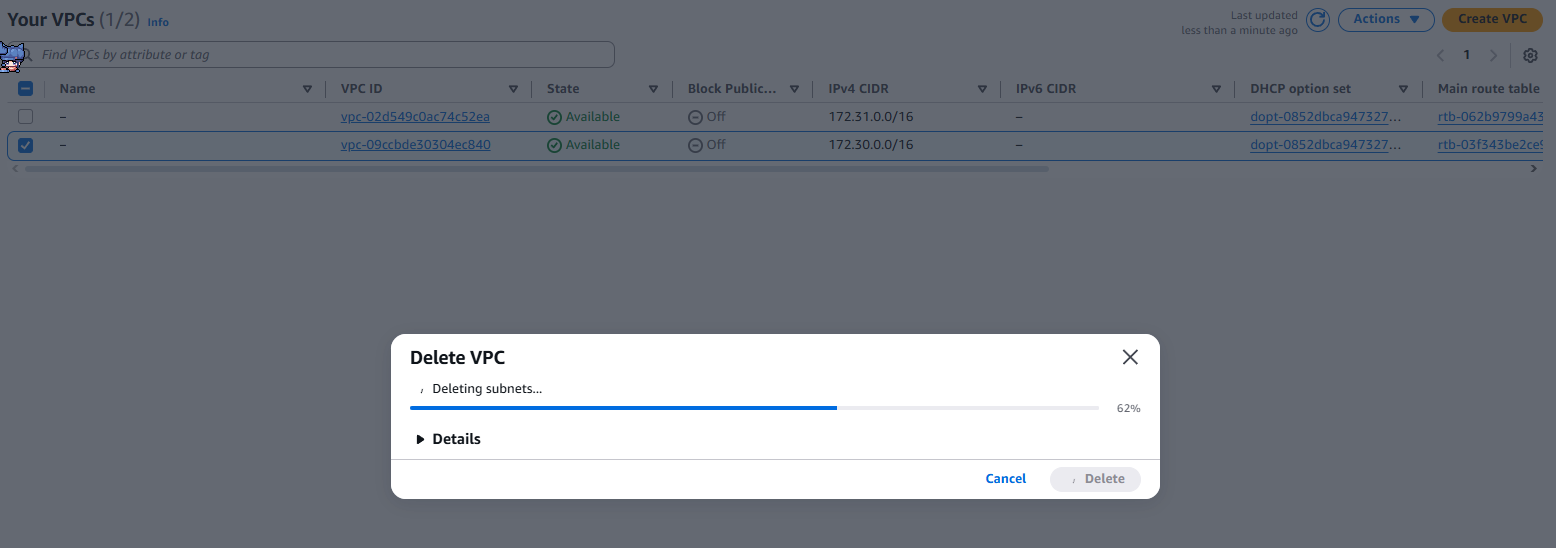 Your VPCs (1/2) Info
Last updated
less than a minute ago
Actions
Create VPC
Find VPCs by attribute or tag
1
Name VPC ID State Block Public... IPv4 CIDR IPv6 CIDR DHCP option set Main route table
– vpc-02d549c0ac74c52ea Available Off 172.31.0.0/16 – dopt-0852dbca947327... rtb-062b9799a43
– vpc-09ccbde30304ec840 Available Off 172.30.0.0/16 – dopt-0852dbca947327... rtb-03f343be2ce9
Delete VPC
Deleting subnets...
62%
Details
Cancel Delete